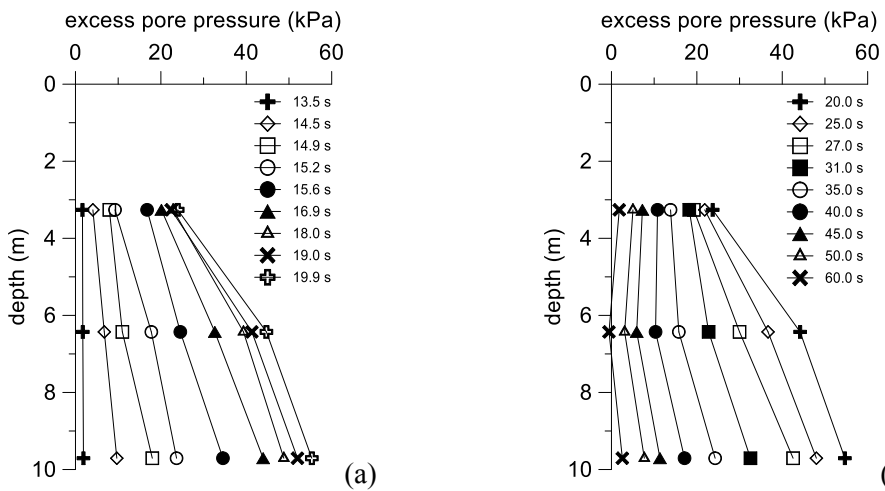 excess pore pressure (kPa)
0 20 40 60
0
2
4
6
8
10
depth (m)
13.5 s
14.5 s
14.9 s
15.2 s
15.6 s
16.9 s
18.0 s
19.0 s
19.9 s
(a)
excess pore pressure (kPa)
0 20 40 60
0
2
4
6
8
10
depth (m)
20.0 s
25.0 s
27.0 s
31.0 s
35.0 s
40.0 s
45.0 s
50.0 s
60.0 s
(